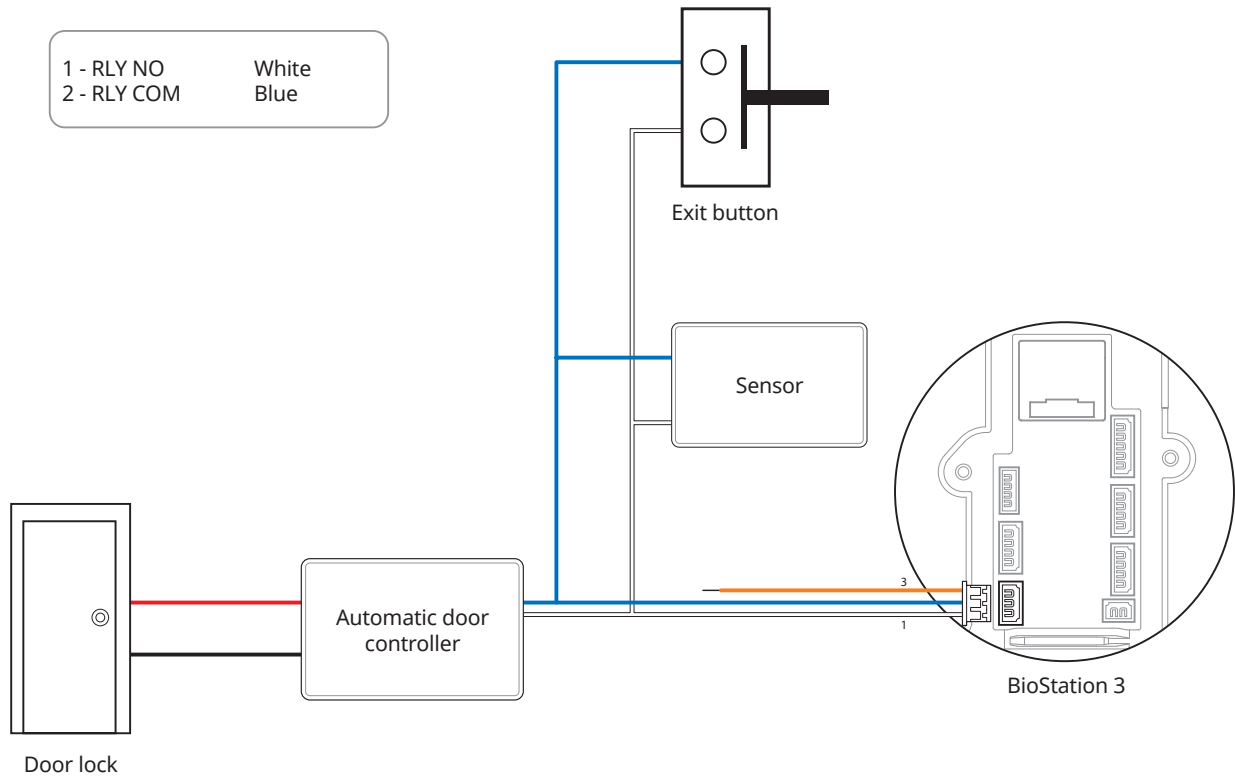 1 - RLY NO White
2 - RLY COM Blue
Exit button
Sensor
3
Automatic door
controller
1
BioStation 3
Door lock